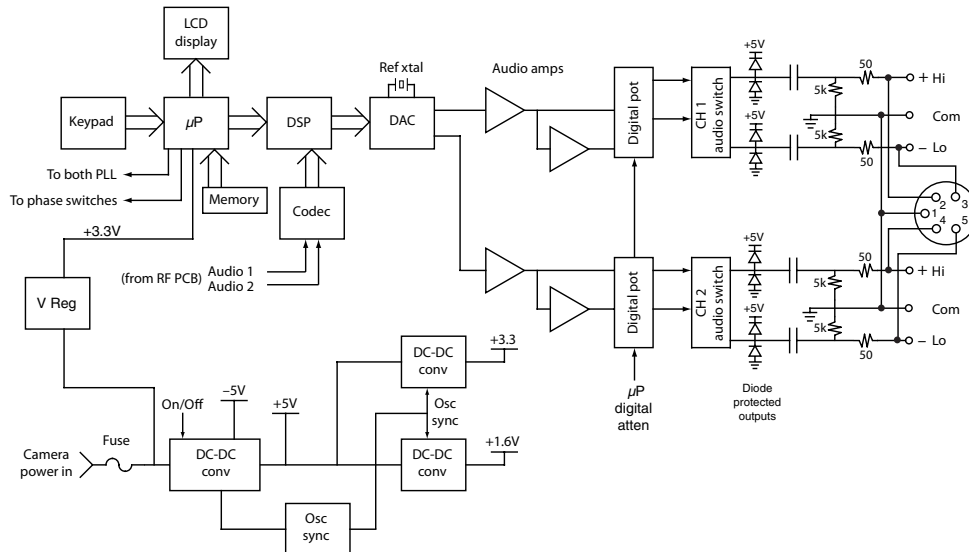 LCD
display
Ref xtal
Audio amps
Keypad
µP
DSP
DAC
Digital pot
CH 1
audio switch
+5V
+5V
50
5k
5k
50
+ Hi
Com
− Lo
To both PLL
To phase switches
Memory
Codec
2
3
1
4
5
+3.3V
(from RF PCB)
Audio 1
Audio 2
V Reg
Digital pot
CH 2
audio switch
+5V
+5V
50
5k
5k
50
+ Hi
Com
− Lo
DC-DC
conv
+3.3
−5V
On/Off
+5V
Osc
sync
µP
digital
atten
Diode
protected
outputs
Fuse
Camera
power in
DC-DC
conv
DC-DC
conv
+1.6V
Osc
sync